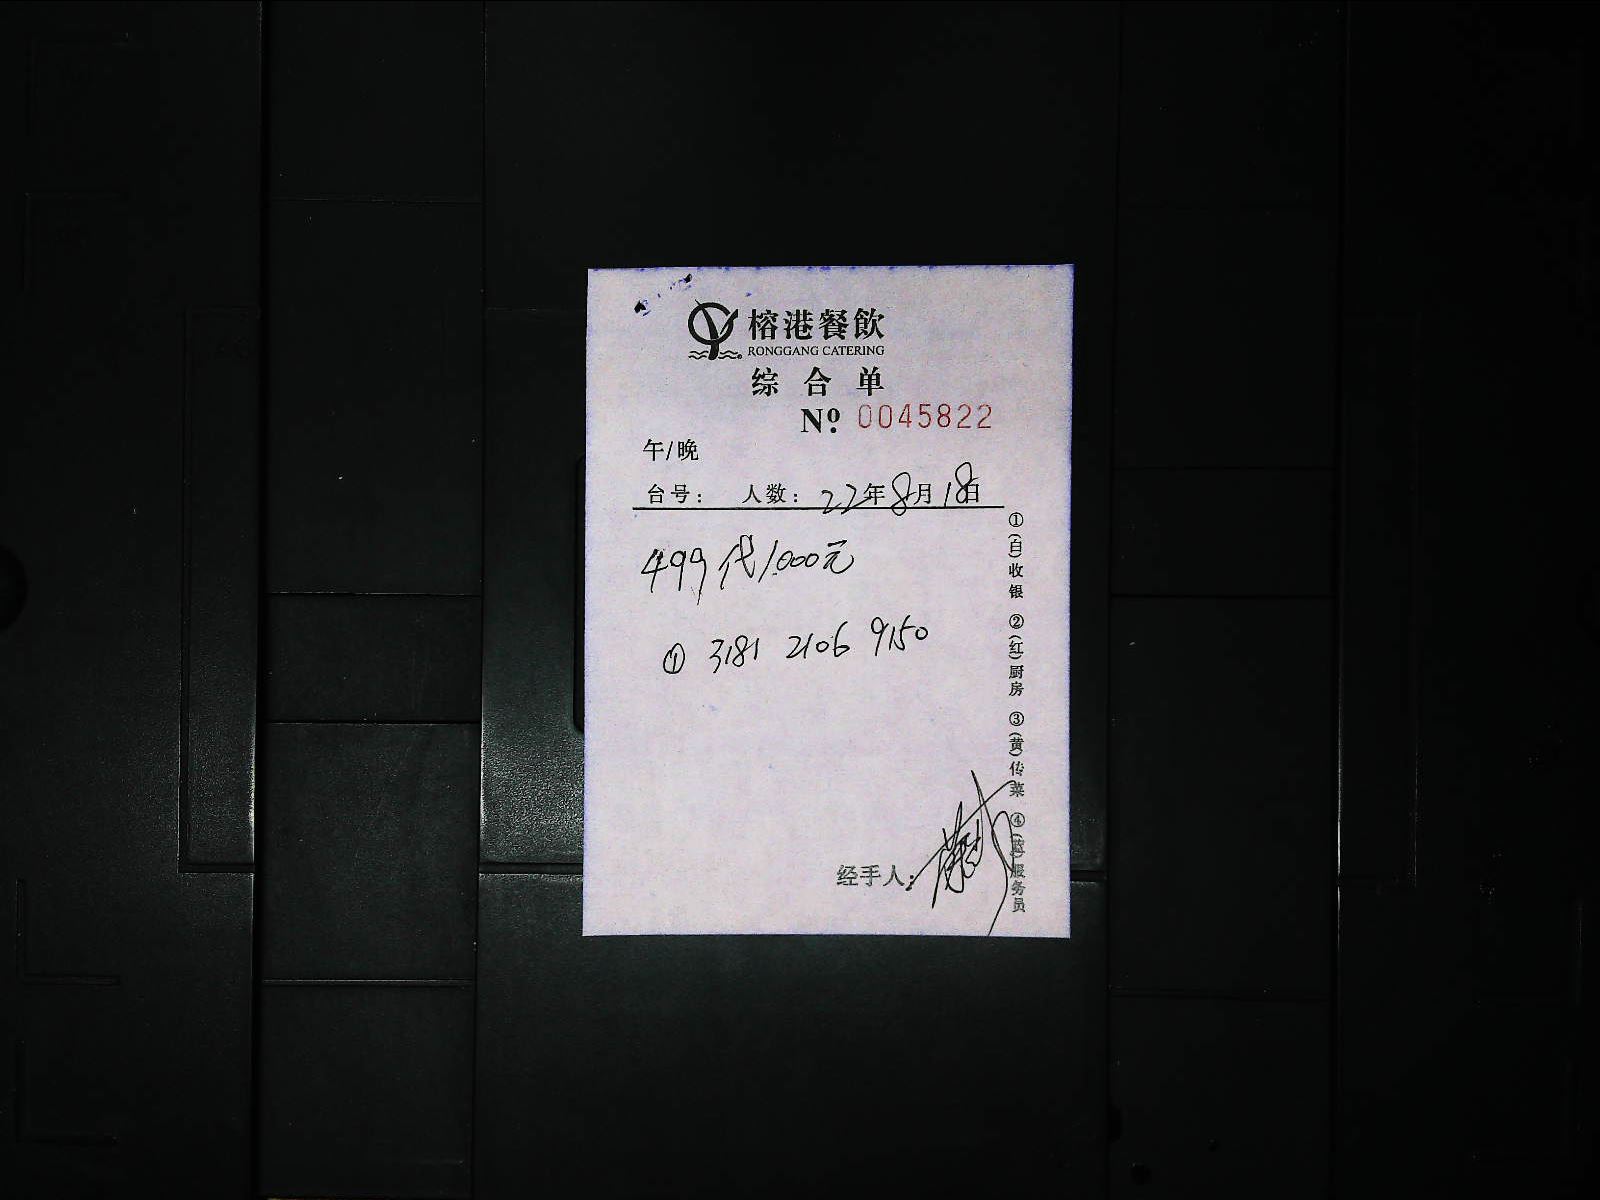 榕港餐飲
RONGGANG CATERING
综合单
Nº 0045822
午/晚
台号： 人数： 22年8月18日
499代1000元
① 3181 2106 9150
经手人：
①(自)收银 ②(红)厨房 ③(黄)传菜 ④(蓝)服务员